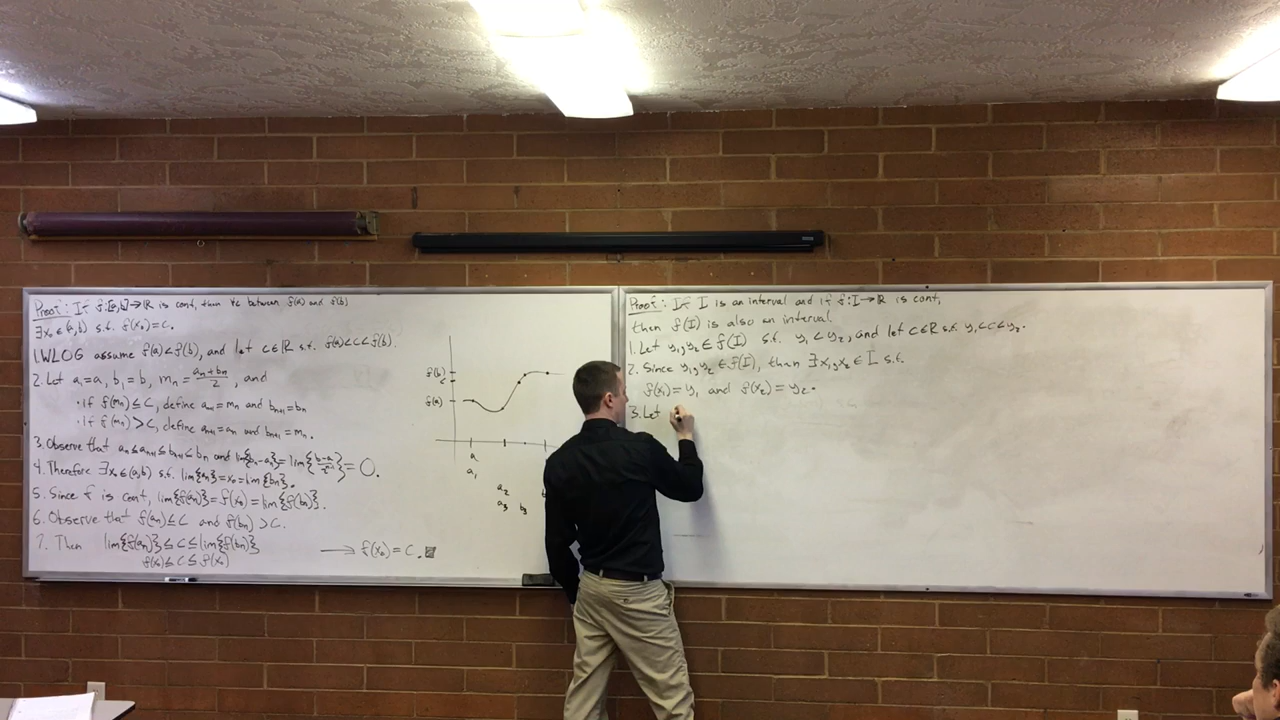 Proof: If f:[a,b]→ℝ is cont, then ∀c between f(a) and f(b)
∃x₀∈(a,b) s.t. f(x₀)=c.
1. WLOG assume f(a)<f(b), and let c∈ℝ s.t. f(a)<c<f(b).
2. Let a₁=a, b₁=b, mₙ=(aₙ+bₙ)/2, and
• if f(mₙ)≤C, define aₙ₊₁=mₙ and bₙ₊₁=bₙ
• if f(mₙ)>C, define aₙ₊₁=aₙ and bₙ₊₁=mₙ.
3. Observe that aₙ≤aₙ₊₁≤bₙ₊₁≤bₙ and
4. Therefore ∃x₀∈(a,b) s.t. lim{aₙ}=x₀=lim{bₙ}.
5. Since f is cont, lim{f(aₙ)}=f(x₀)=lim{f(bₙ)}.
6. Observe that f(aₙ)≤C and f(bₙ)>C.
7. Then lim{f(aₙ)}≤C≤lim{f(bₙ)}
f(x₀)≤C≤f(x₀)
→ f(x₀)=C.
f(b)
c
f(a)
a
a₁
a₂
a₃ b₃
b
Proof: If I is an interval and if f:I→ℝ is cont,
then f(I) is also an interval
1. Let y₁,y₂∈f(I) s.t. y₁<y₂, and let c∈ℝ s.t. y₁<c<y₂.
2. Since y₁,y₂∈f(I), then ∃x₁,x₂∈I s.t.
f(x₁)=y₁ and f(x₂)=y₂.
3. Let